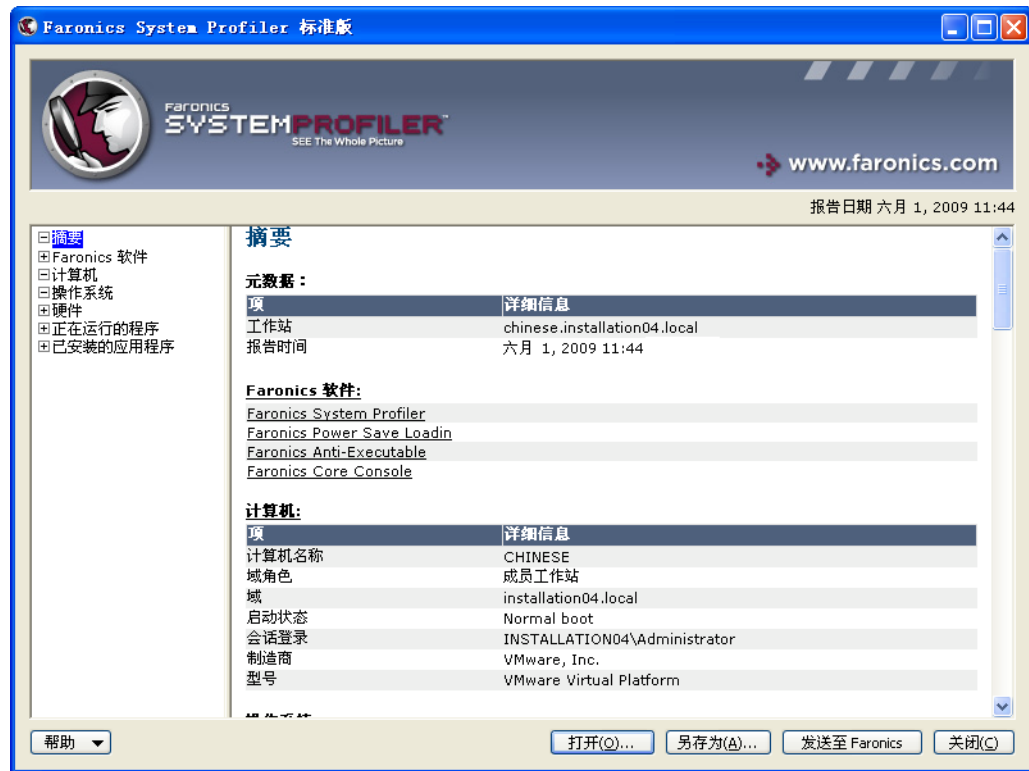 Faronics System Profiler 标准版
Faronics
SYSTEMPROFILER™
SEE The Whole Picture
www.faronics.com
报告日期 六月 1, 2009 11:44
摘要
Faronics 软件
计算机
操作系统
硬件
正在运行的程序
已安装的应用程序
摘要
元数据：
项 详细信息
工作站 chinese.installation04.local
报告时间 六月 1, 2009 11:44
Faronics 软件:
Faronics System Profiler
Faronics Power Save Loadin
Faronics Anti-Executable
Faronics Core Console
计算机:
项 详细信息
计算机名称 CHINESE
域角色 成员工作站
域 installation04.local
启动状态 Normal boot
会话登录 INSTALLATION04\Administrator
制造商 VMware, Inc.
型号 VMware Virtual Platform
帮助 打开(O)... 另存为(A)... 发送至 Faronics 关闭(C)